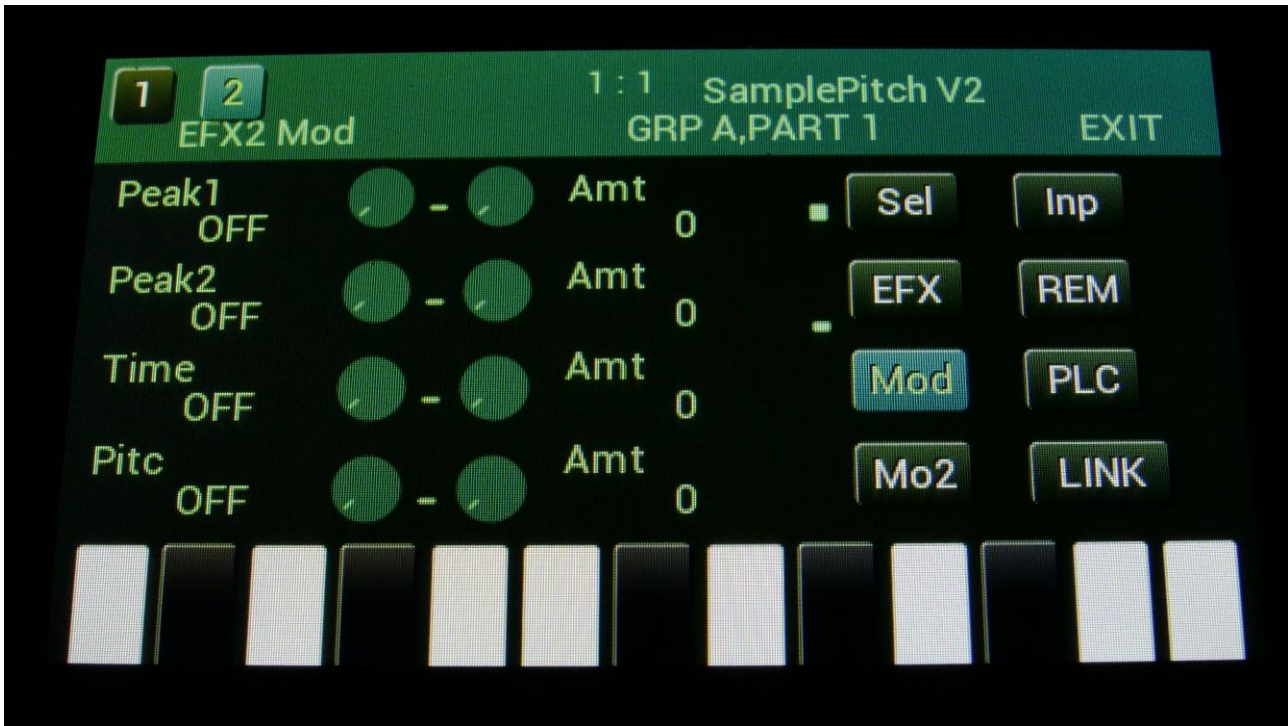 1 2 1 : 1 SamplePitch V2
EFX2 Mod GRP A,PART 1 EXIT
Peak1 Amt Sel Inp
OFF - 0
Peak2 Amt EFX REM
OFF - 0
Time Amt Mod PLC
OFF - 0
Pitc Amt Mo2 LINK
OFF - 0